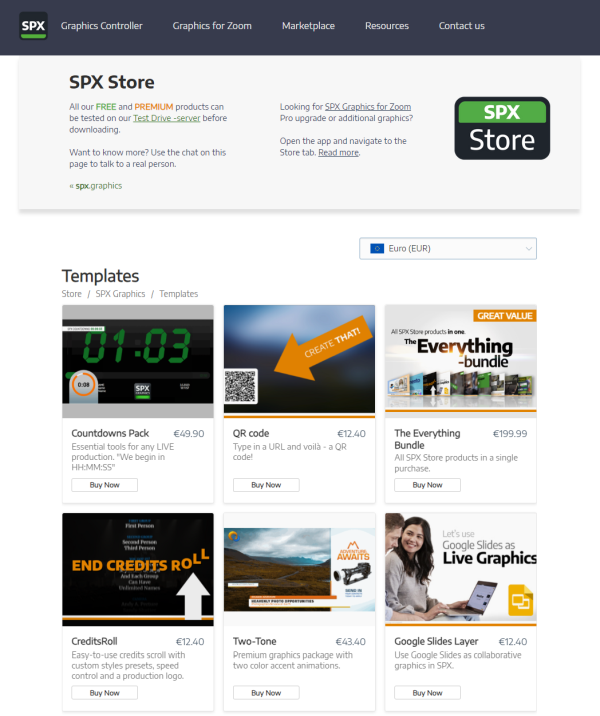 SPX
Graphics Controller
Graphics for Zoom
Marketplace
Resources
Contact us
SPX Store
All our FREE and PREMIUM products can
be tested on our Test Drive -server before
downloading.
Want to know more? Use the chat on this
page to talk to a real person.
« spx.graphics
Looking for SPX Graphics for Zoom
Pro upgrade or additional graphics?
Open the app and navigate to the
Store tab. Read more.
SPX
Store
Euro (EUR)
Templates
Store / SPX Graphics / Templates
01:03
0:08
SPX
CREATE THAT!
GREAT VALUE
All SPX Store products in one.
The Everything
-bundle
Countdowns Pack €49.90
Essential tools for any LIVE
production. "We begin in
HH:MM:SS"
Buy Now
QR code €12.40
Type in a URL and voilà - a QR
code!
Buy Now
The Everything
Bundle
€199.99
All SPX Store products in a single
purchase.
Buy Now
First Person
Second Person
Third Person
END CREDITS ROLL
And Each Group
Can Have
Unlimited Names
ADVENTURE
AWAITS
HEAVENLY PHOTO OPPORTUNITIES
Let's use
Google Slides as
Live Graphics
CreditsRoll €12.40
Easy-to-use credits scroll with
custom styles presets, speed
control and a production logo.
Buy Now
Two-Tone €43.40
Premium graphics package with
two color accent animations.
Buy Now
Google Slides Layer €12.40
Use Google Slides as collaborative
graphics in SPX.
Buy Now